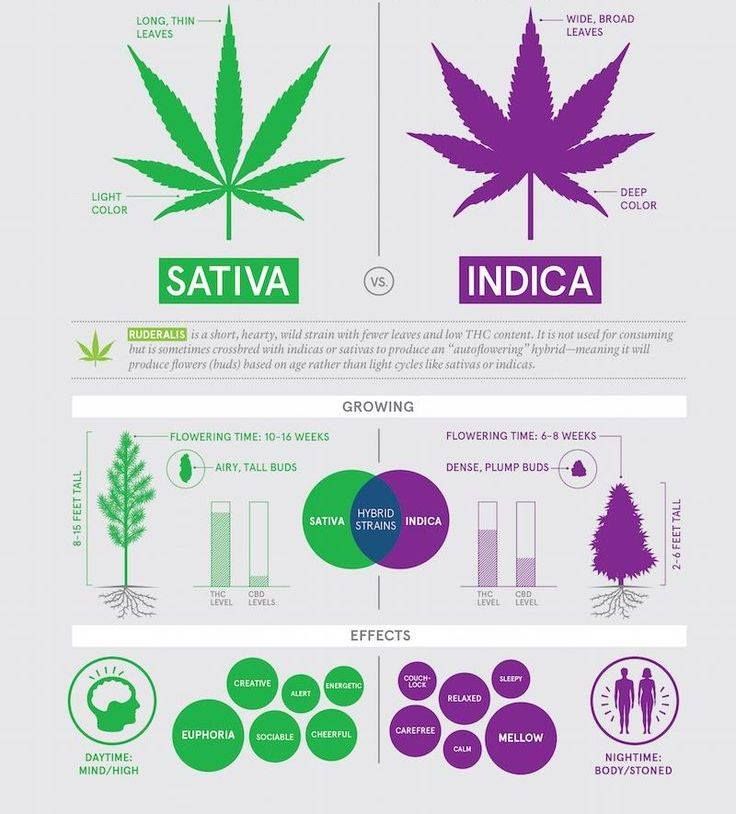 LONG, THIN
LEAVES
WIDE, BROAD
LEAVES
LIGHT
COLOR
DEEP
COLOR
SATIVA
VS.
INDICA
RUDERALIS is a short, hearty, wild strain with fewer leaves and low THC content. It is not used for consuming
but is sometimes crossbred with indicas or sativas to produce an “autoflowering” hybrid—meaning it will
produce flowers (buds) based on age rather than light cycles like sativas or indicas.
GROWING
FLOWERING TIME: 10-16 WEEKS
AIRY, TALL BUDS
8-15 FEET TALL
THC
LEVEL
CBD
LEVELS
SATIVA
HYBRID
STRAINS
INDICA
FLOWERING TIME: 6-8 WEEKS
DENSE, PLUMP BUDS
2-6 FEET TALL
THC
LEVEL
CBD
LEVEL
EFFECTS
CREATIVE
ALERT
ENERGETIC
EUPHORIA
SOCIABLE
CHEERFUL
DAYTIME:
MIND/HIGH
COUCH-
LOCK
RELAXED
SLEEPY
CAREFREE
CALM
MELLOW
NIGHTIME:
BODY/STONED